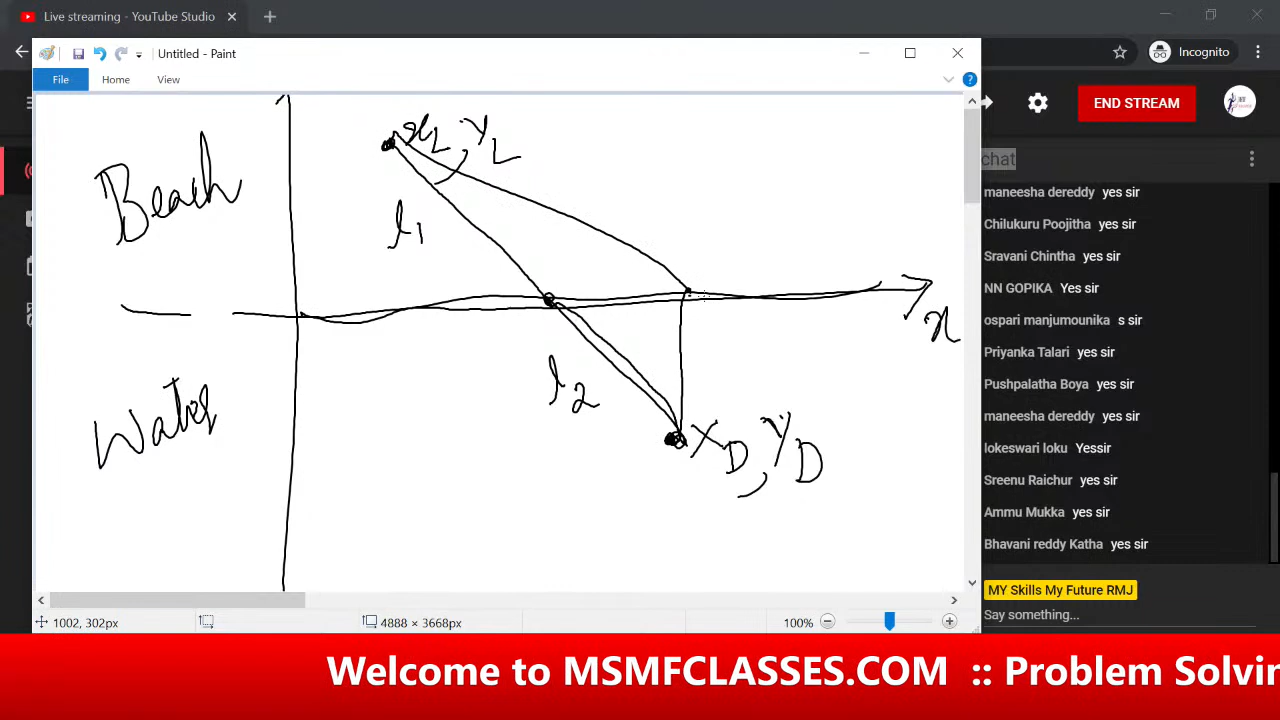 Live streaming - YouTube Studio
Incognito
Untitled - Paint
File Home View
END STREAM
chat
maneesha dereddy yes sir
Chilukuru Poojitha yes sir
Sravani Chintha yes sir
NN GOPIKA Yes sir
ospari manjumounika s sir
Priyanka Talari yes sir
Pushpalatha Boya yes sir
maneesha dereddy yes sir
lokeswari loku Yessir
Sreenu Raichur yes sir
Ammu Mukka yes sir
Bhavani reddy Katha yes sir
MY Skills My Future RMJ
Say something...
Beach
x_L, Y_L
l1
x
Water
l2
X_D, Y_D
1002, 302px
4888 × 3668px
100%
Welcome to MSMFCLASSES.COM :: Problem Solvin